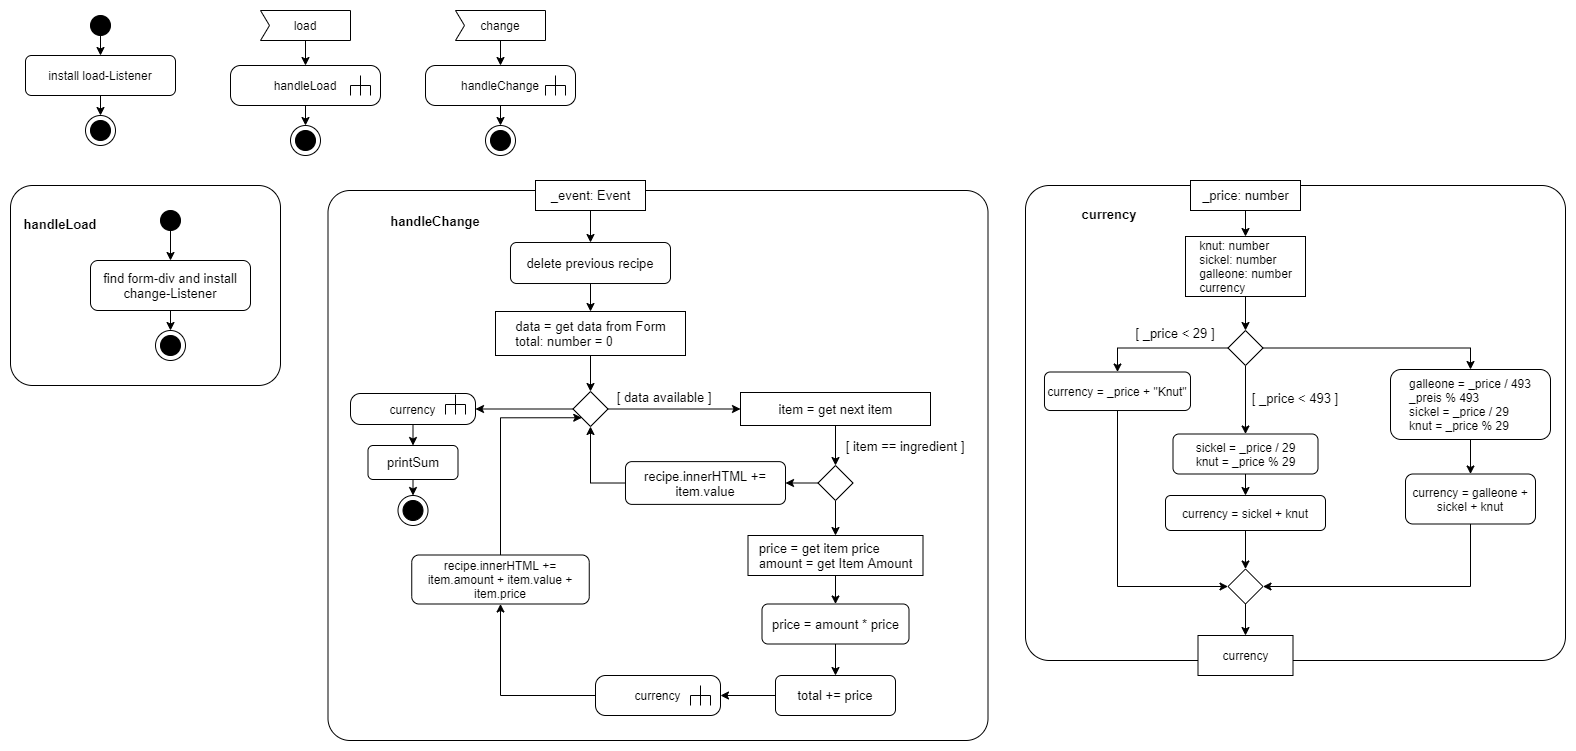 load
change
install load-Listener
handleLoad
handleChange
handleLoad
find form-div and install
change-Listener
_event: Event
handleChange
delete previous recipe
data = get data from Form
total: number = 0
[ data available ]
item = get next item
currency
printSum
[ item == ingredient ]
recipe.innerHTML +=
item.value
price = get item price
amount = get Item Amount
recipe.innerHTML +=
item.amount + item.value +
item.price
price = amount * price
total += price
currency
_price: number
currency
knut: number
sickel: number
galleone: number
currency
[ _price < 29 ]
currency = _price + "Knut"
[ _price < 493 ]
sickel = _price / 29
knut = _price % 29
currency = sickel + knut
galleone = _price / 493
_preis % 493
sickel = _price / 29
knut = _price % 29
currency = galleone +
sickel + knut
currency